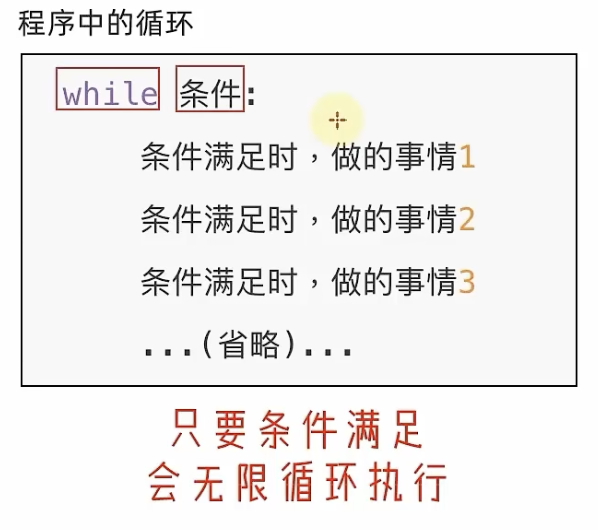 程序中的循环
while 条件:
条件满足时，做的事情1
条件满足时，做的事情2
条件满足时，做的事情3
...(省略)...
只要条件满足
会无限循环执行